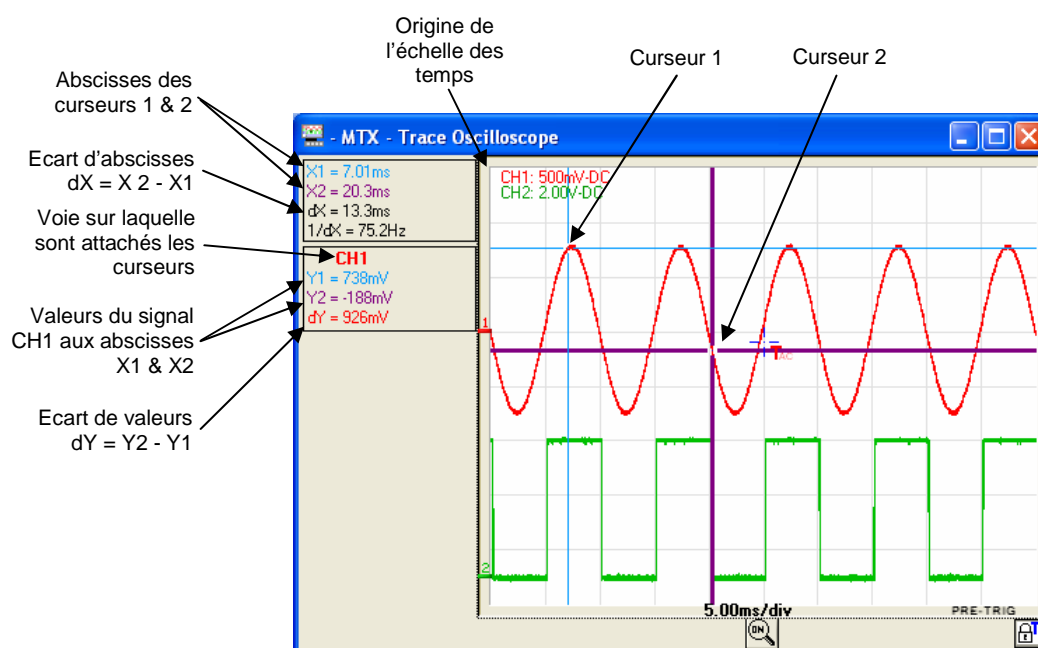 Origine de
l'échelle des
temps
Curseur 1
Curseur 2
Abscisses des
curseurs 1 & 2
Ecart d'abscisses
dX = X 2 - X1
Voie sur laquelle
sont attachés les
curseurs
Valeurs du signal
CH1 aux abscisses
X1 & X2
Ecart de valeurs
dY = Y2 - Y1
- MTX - Trace Oscilloscope
X1 = 7.01ms
X2 = 20.3ms
dX = 13.3ms
1/dX = 75.2Hz
CH1
Y1 = 738mV
Y2 = -188mV
dY = 926mV
CH1: 500mV-DC
CH2: 2.00V-DC
1
TAC
2
5.00ms/div
PRE-TRIG
ON
T